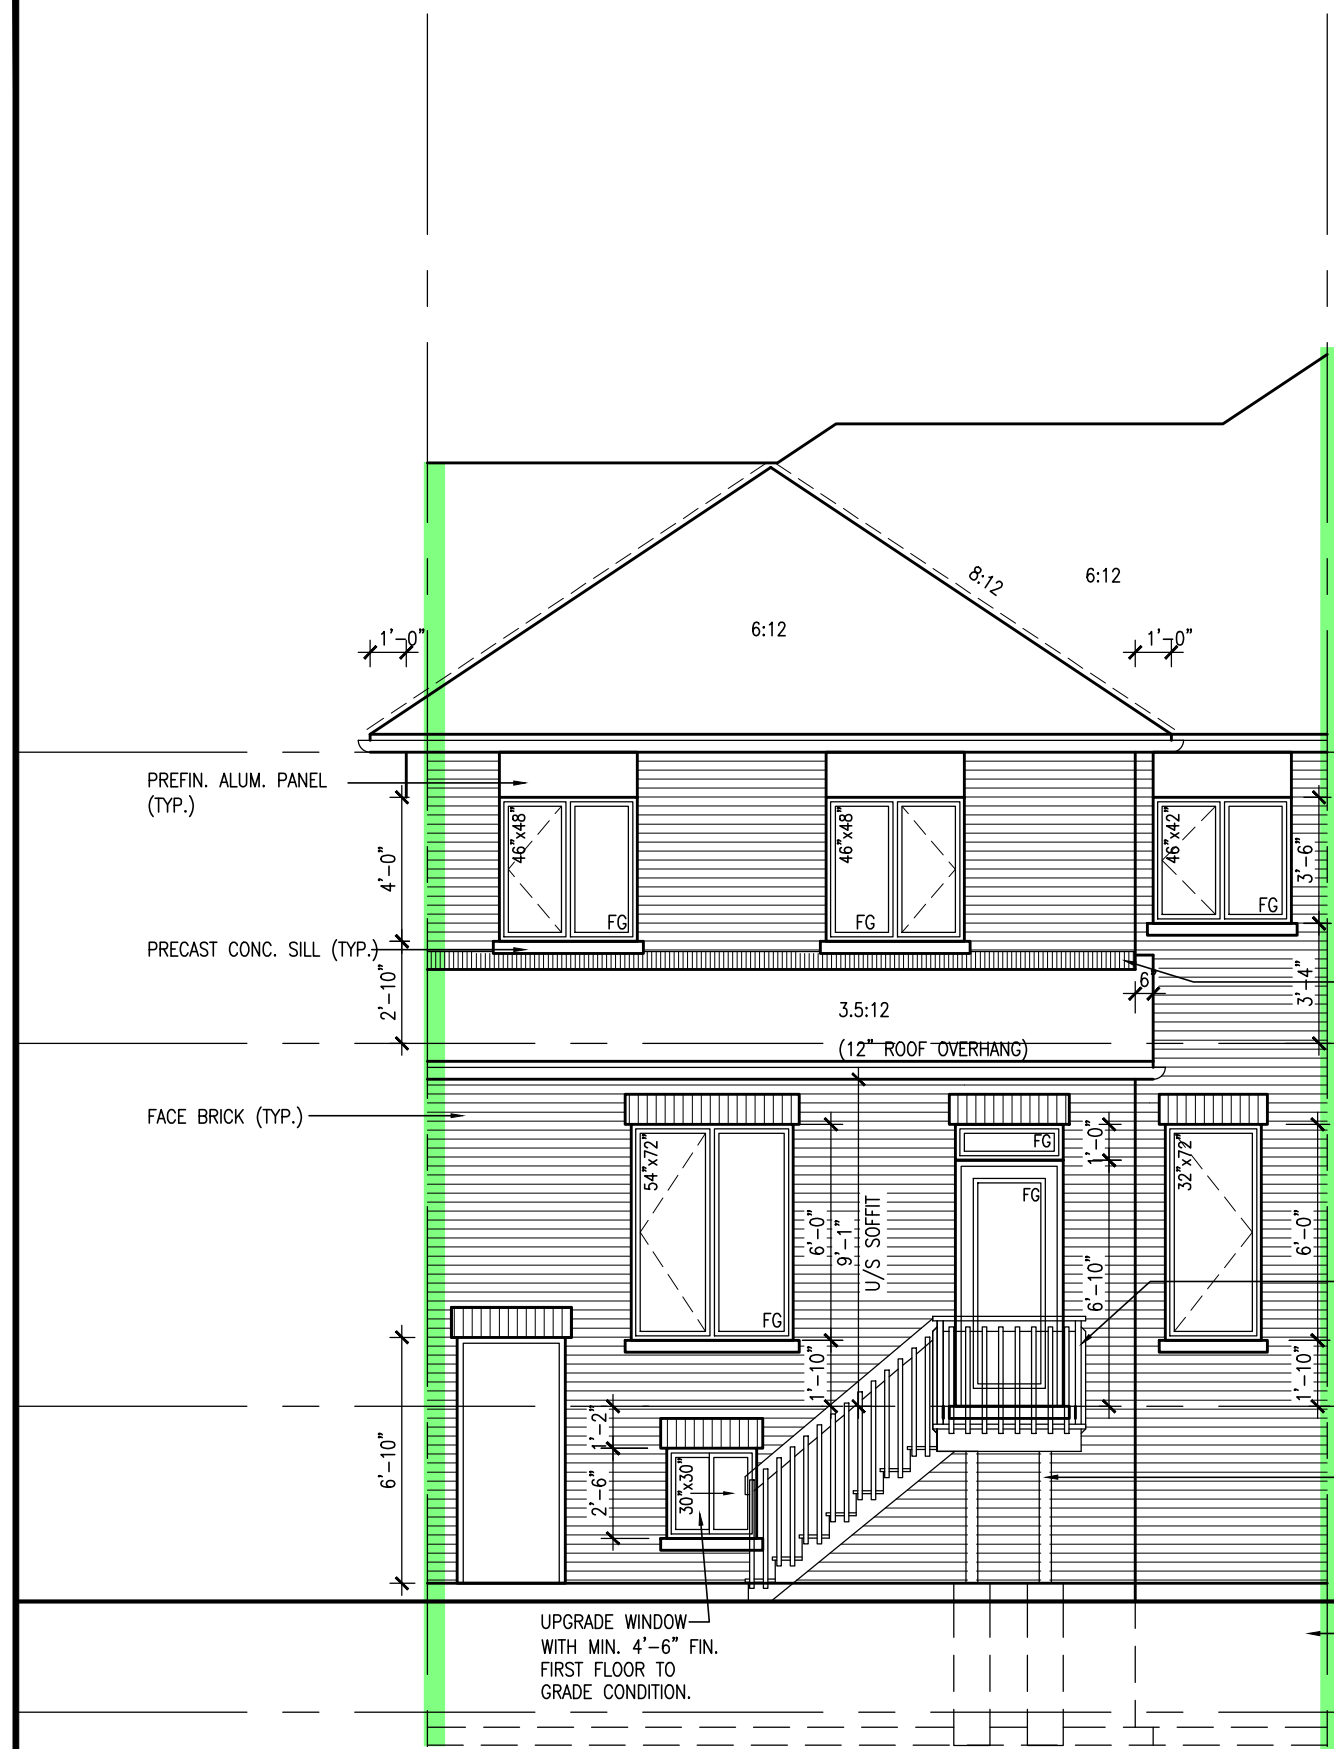 8:12
6:12
6:12
1'-0"
1'-0"
PREFIN. ALUM. PANEL
(TYP.)
46"x48"
46"x48"
46"x42"
4'-0"
3'-6"
FG
FG
FG
PRECAST CONC. SILL (TYP.)
2'-10"
6"
3'-4"
3.5:12
(12" ROOF OVERHANG)
FACE BRICK (TYP.)
54"x72"
FG
1'-0"
32"x72"
FG
6'-0"
9'-1"
U/S SOFFIT
6'-0"
6'-10"
FG
1'-10"
1'-10"
1'-2"
6'-10"
2'-6"
30"x30"
UPGRADE WINDOW
WITH MIN. 4'-6" FIN.
FIRST FLOOR TO
GRADE CONDITION.